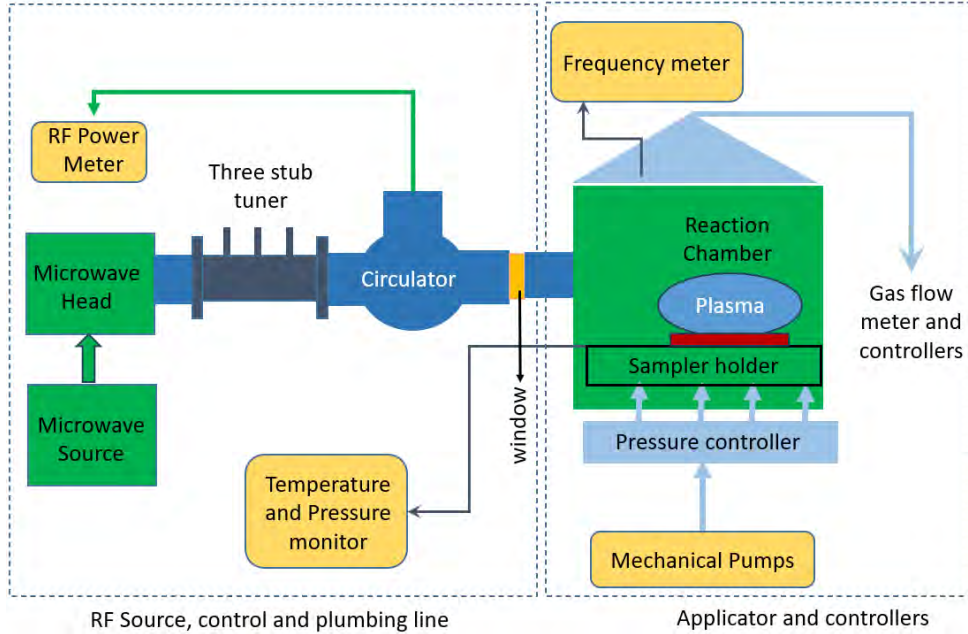 Frequency meter
RF Power
Meter
Three stub
tuner
Microwave
Head
Circulator
Reaction
Chamber
Plasma
Gas flow
meter and
controllers
Sampler holder
Microwave
Source
window
Pressure controller
Temperature
and Pressure
monitor
Mechanical Pumps
RF Source, control and plumbing line
Applicator and controllers